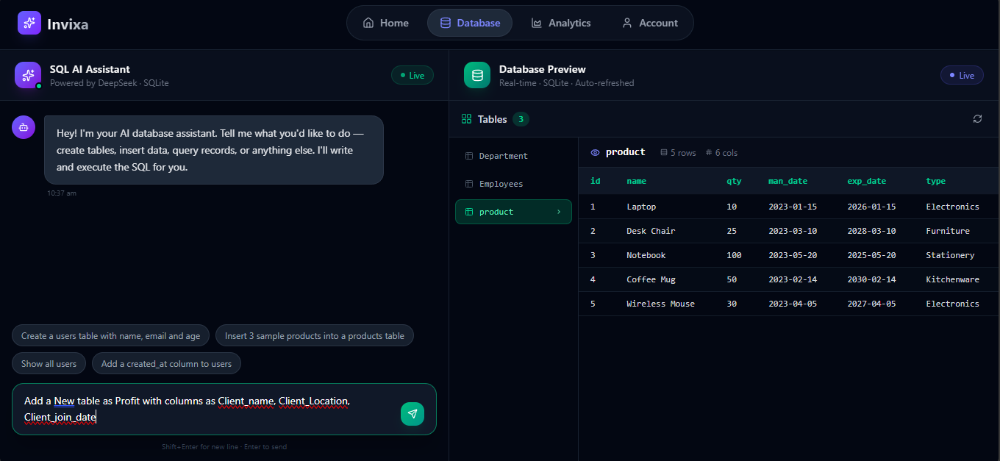 Invixa
Home
Database
Analytics
Account
SQL AI Assistant
Powered by DeepSeek · SQLite
Live
Database Preview
Real-time · SQLite · Auto-refreshed
Live
Hey! I'm your AI database assistant. Tell me what you'd like to do —
create tables, insert data, query records, or anything else. I'll write
and execute the SQL for you.
10:37 am
Create a users table with name, email and age
Insert 3 sample products into a products table
Show all users
Add a created_at column to users
Add a New table as Profit with columns as Client_name, Client_Location,
Client_join_date
Shift+Enter for new line · Enter to send
Tables 3
Department
Employees
product
product 5 rows # 6 cols
id name qty man_date exp_date type
1 Laptop 10 2023-01-15 2026-01-15 Electronics
2 Desk Chair 25 2023-03-10 2028-03-10 Furniture
3 Notebook 100 2023-05-20 2025-05-20 Stationery
4 Coffee Mug 50 2023-02-14 2030-02-14 Kitchenware
5 Wireless Mouse 30 2023-04-05 2027-04-05 Electronics